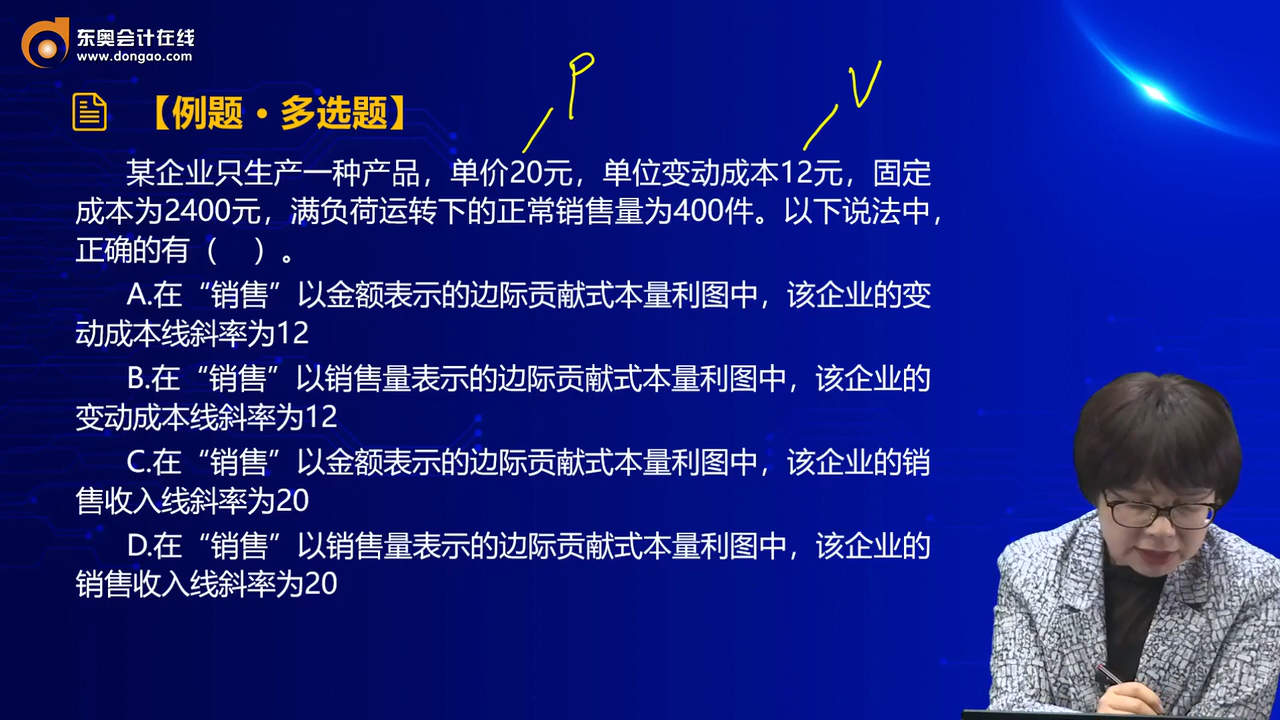 东奥会计在线
www.dongao.com
P
V
【例题·多选题】
某企业只生产一种产品，单价20元，单位变动成本12元，固定
成本为2400元，满负荷运转下的正常销售量为400件。以下说法中，
正确的有（ ）。
A.在“销售”以金额表示的边际贡献式本量利图中，该企业的变
动成本线斜率为12
B.在“销售”以销售量表示的边际贡献式本量利图中，该企业的
变动成本线斜率为12
C.在“销售”以金额表示的边际贡献式本量利图中，该企业的销
售收入线斜率为20
D.在“销售”以销售量表示的边际贡献式本量利图中，该企业的
销售收入线斜率为20